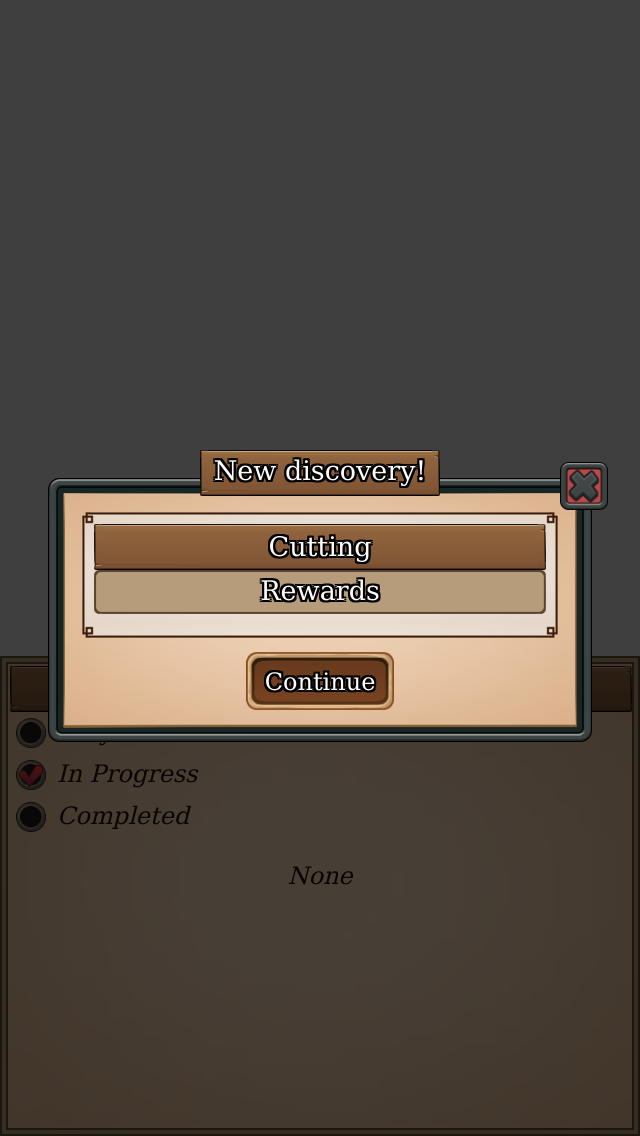 New discovery!
Cutting
Rewards
Continue
In Progress
Completed
None